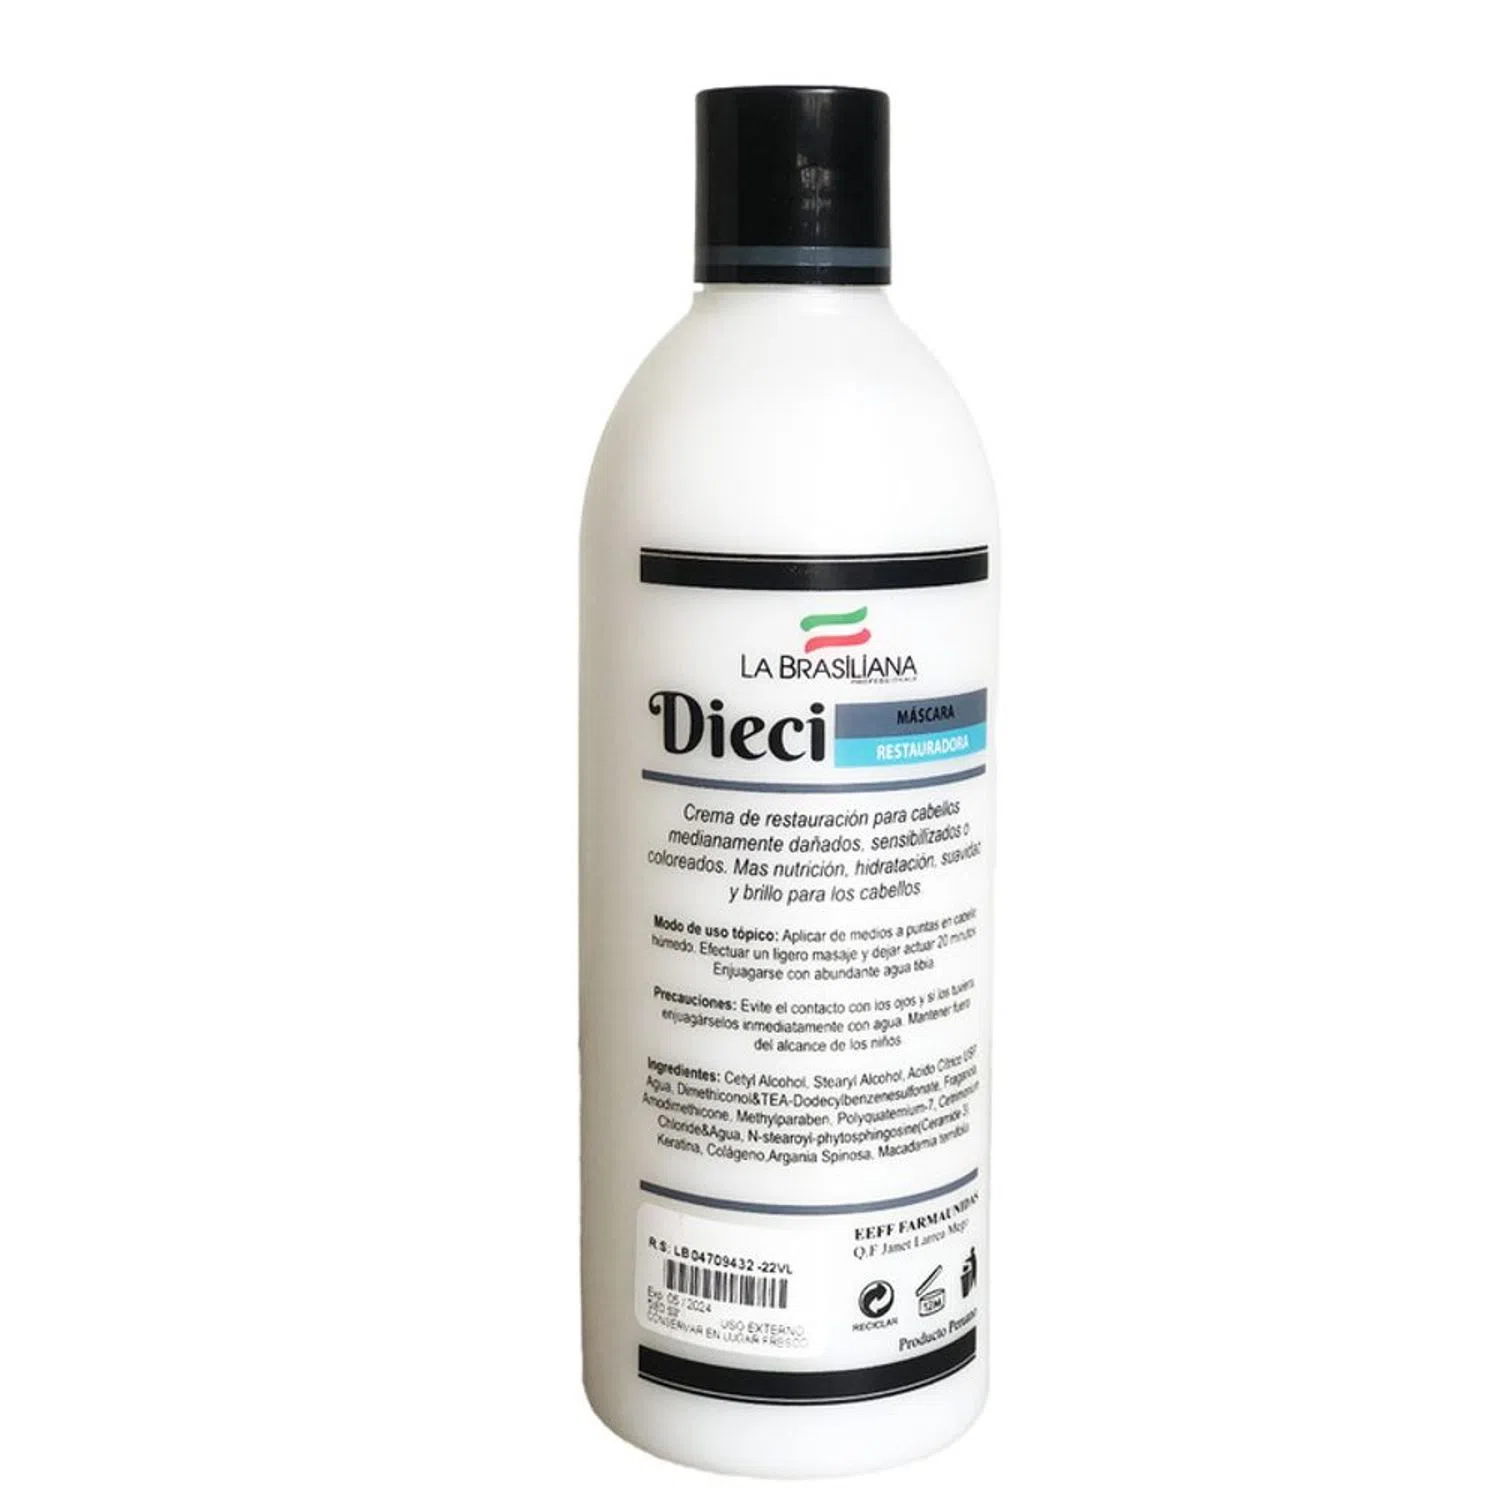 LA BRASILIANA
PROFESSIONALE
Dieci
MÁSCARA
RESTAURADORA
Crema de restauración para cabellos
medianamente dañados, sensibilizados o
coloreados. Mas nutrición, hidratación, suavidad
y brillo para los cabellos
Modo de uso tópico: Aplicar de medios a puntas en cabello
húmedo. Efectuar un ligero masaje y dejar actuar 20 minutos
Enjuagarse con abundante agua tibia
Precauciones: Evite el contacto con los ojos y si los tuviera
enjuagárselos inmediatamente con agua. Mantener fuera
del alcance de los niños
Ingredientes: Cetyl Alcohol, Stearyl Alcohol, Acido Cítrico USP,
Agua, Dimethiconol&TEA-Dodecylbenzenesulfonate, Fragancia,
Amodimethicone, Methylparaben, Polyquaternium-7, Cetrimonium
Chloride&Agua, N-stearoyl-phytosphingosine(Ceramide 3),
Keratina, Colágeno,Argania Spinosa, Macadamia ternifolia
EEFF FARMAUNIDAS
Q.F Janet Larrea Mego
R.S: LB04709432-22VL
Exp. 05/2024
USO EXTERNO
CONSERVAR EN LUGAR FRESCO
RECICLAR
12M
Producto Peruano